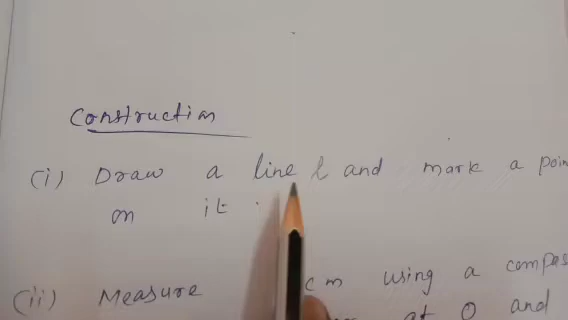 Construction
(i) Draw a line l and mark a poin
on it.
(ii) Measure cm using a compas
at O and